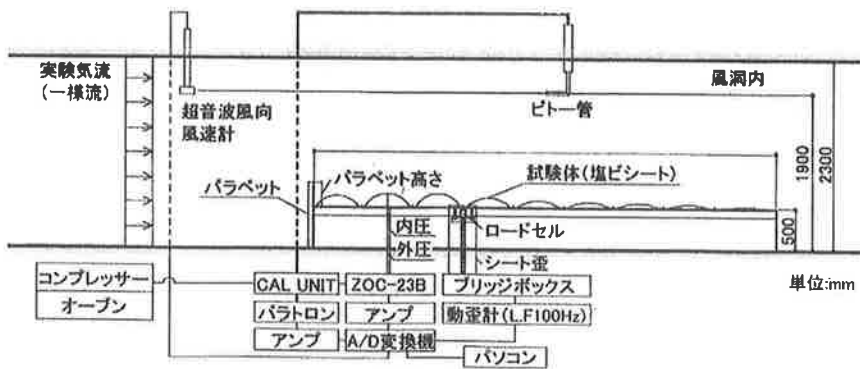 実験気流
(一様流)
超音波風向
風速計
ピトー管
風洞内
パラペット
パラペット高さ
試験体(塩ビシート)
内圧
外圧
ロードセル
シート歪
500
1900
2300
単位:mm
コンプレッサー
オーブン
CAL UNIT
ZOC-23B
ブリッジボックス
バラトロン
アンプ
動歪計(L.F100Hz)
アンプ
A/D変換機
パソコン